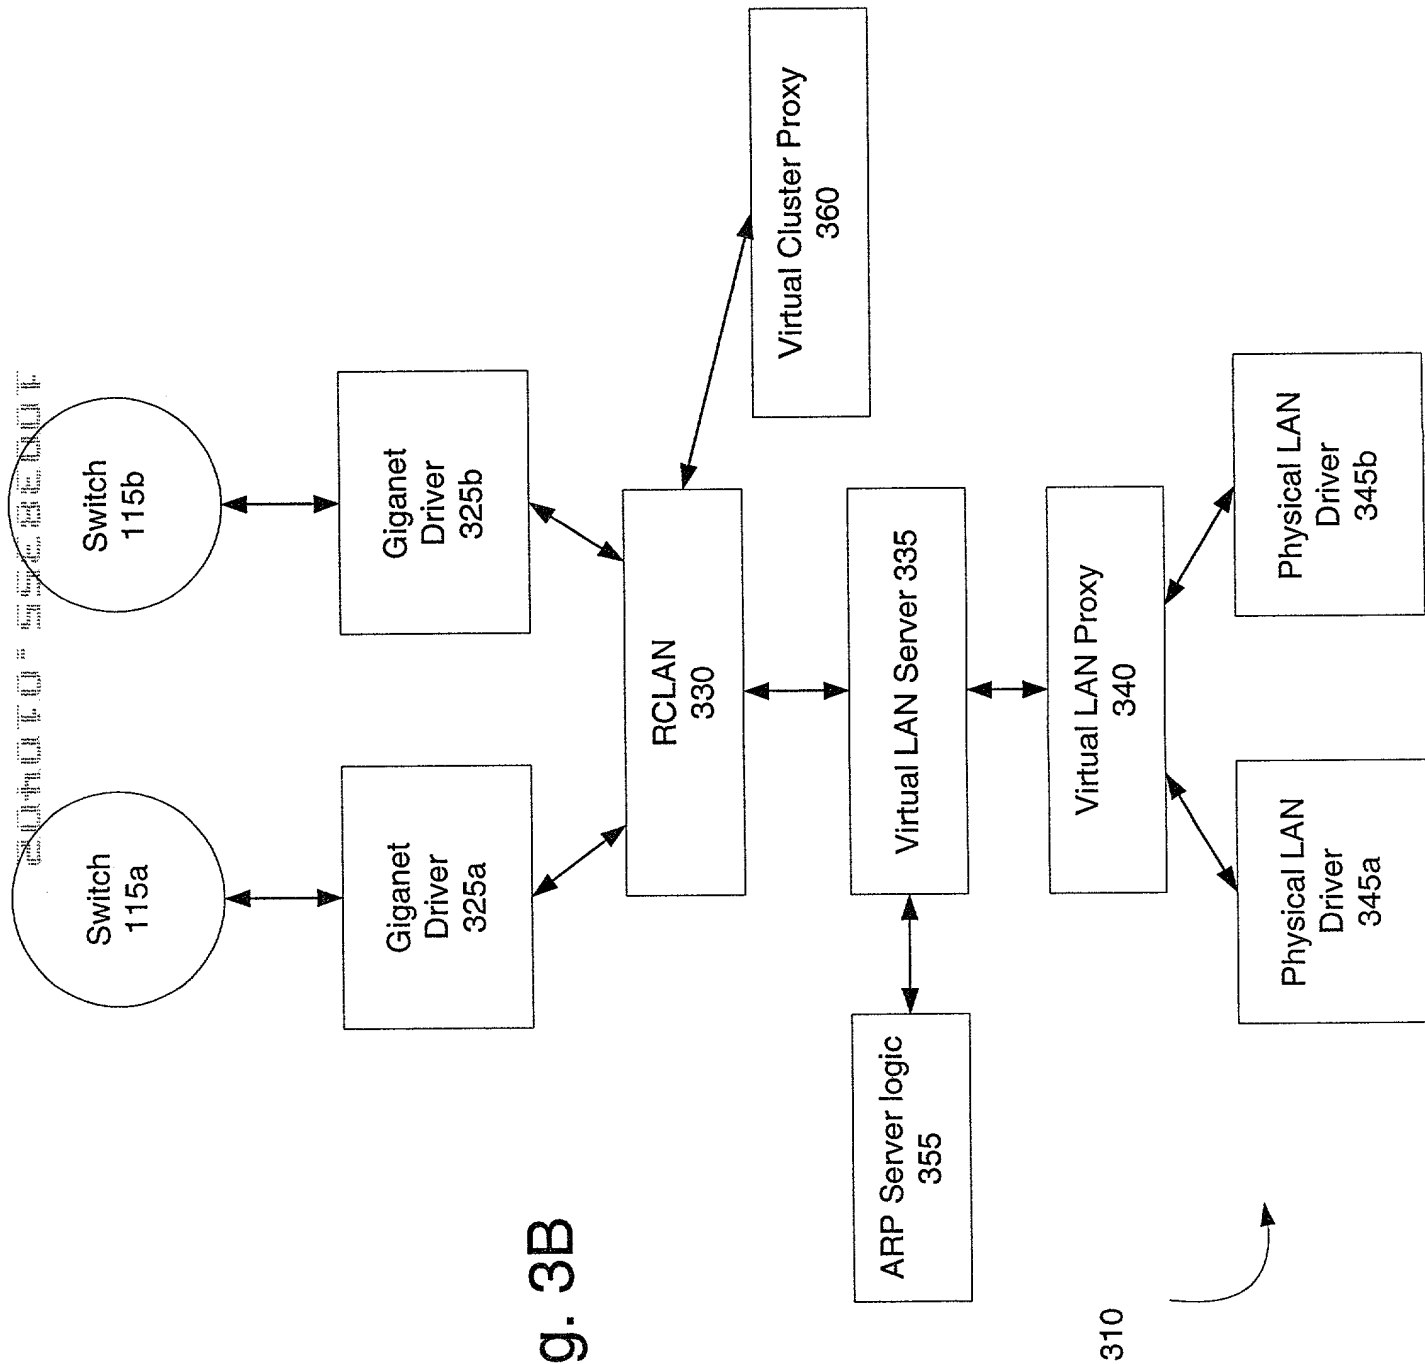 Switch
115a
Switch
115b
Giganet
Driver
325a
Giganet
Driver
325b
RCLAN
330
Virtual Cluster Proxy
360
ARP Server logic
355
Virtual LAN Server 335
Virtual LAN Proxy
340
Physical LAN
Driver
345a
Physical LAN
Driver
345b
310
g. 3B